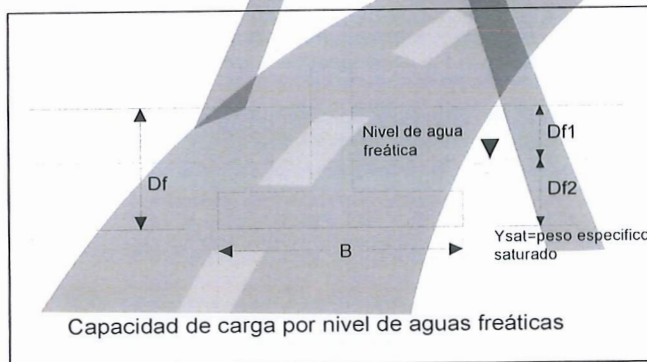 Nivel de agua
freática
Df1
Df
Df2
B
Ysat=peso especifico
saturado
Capacidad de carga por nivel de aguas freáticas